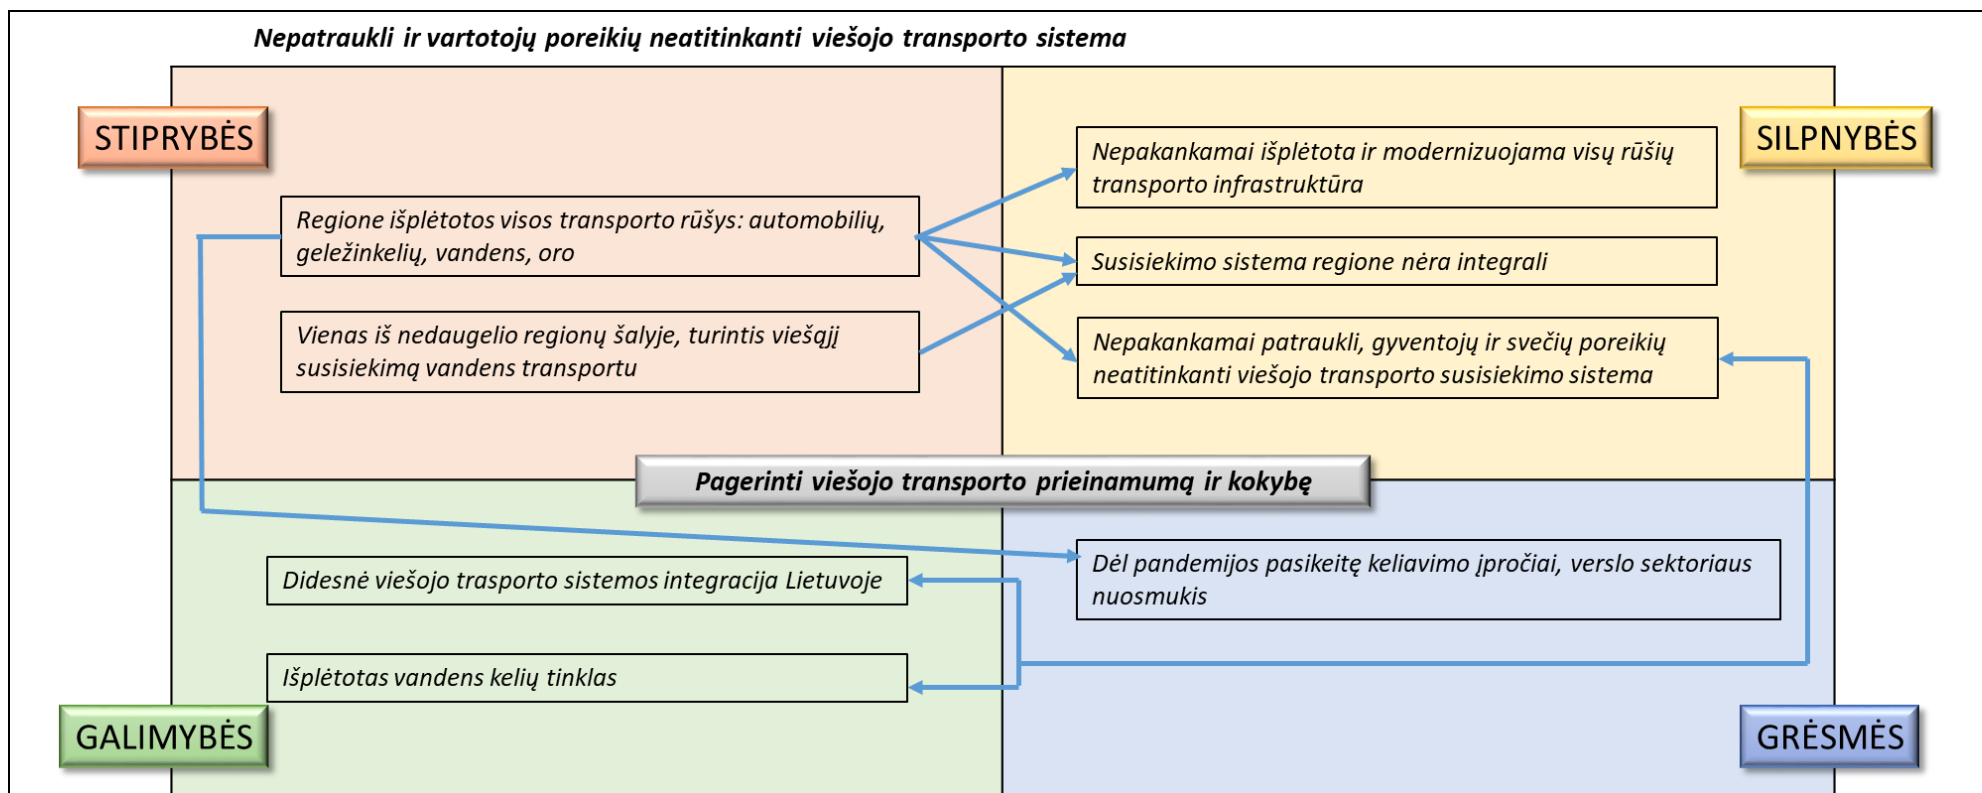 Nepatraukli ir vartotojų poreikių neatitinkanti viešojo transporto sistema
STIPRYBĖS
Regione išplėtotos visos transporto rūšys: automobilių,
geležinkelių, vandens, oro
Vienas iš nedaugelio regionų šalyje, turintis viešąjį
susisiekimą vandens transportu
SILPNYBĖS
Nepakankamai išplėtota ir modernizuojama visų rūšių
transporto infrastruktūra
Susisiekimo sistema regione nėra integrali
Nepakankamai patraukli, gyventojų ir svečių poreikių
neatitinkanti viešojo transporto susisiekimo sistema
Pagerinti viešojo transporto prieinamumą ir kokybę
Didesnė viešojo trasporto sistemos integracija Lietuvoje
Išplėtotas vandens kelių tinklas
GALIMYBĖS
Dėl pandemijos pasikeitę keliavimo įpročiai, verslo sektoriaus
nuosmukis
GRĖSMĖS